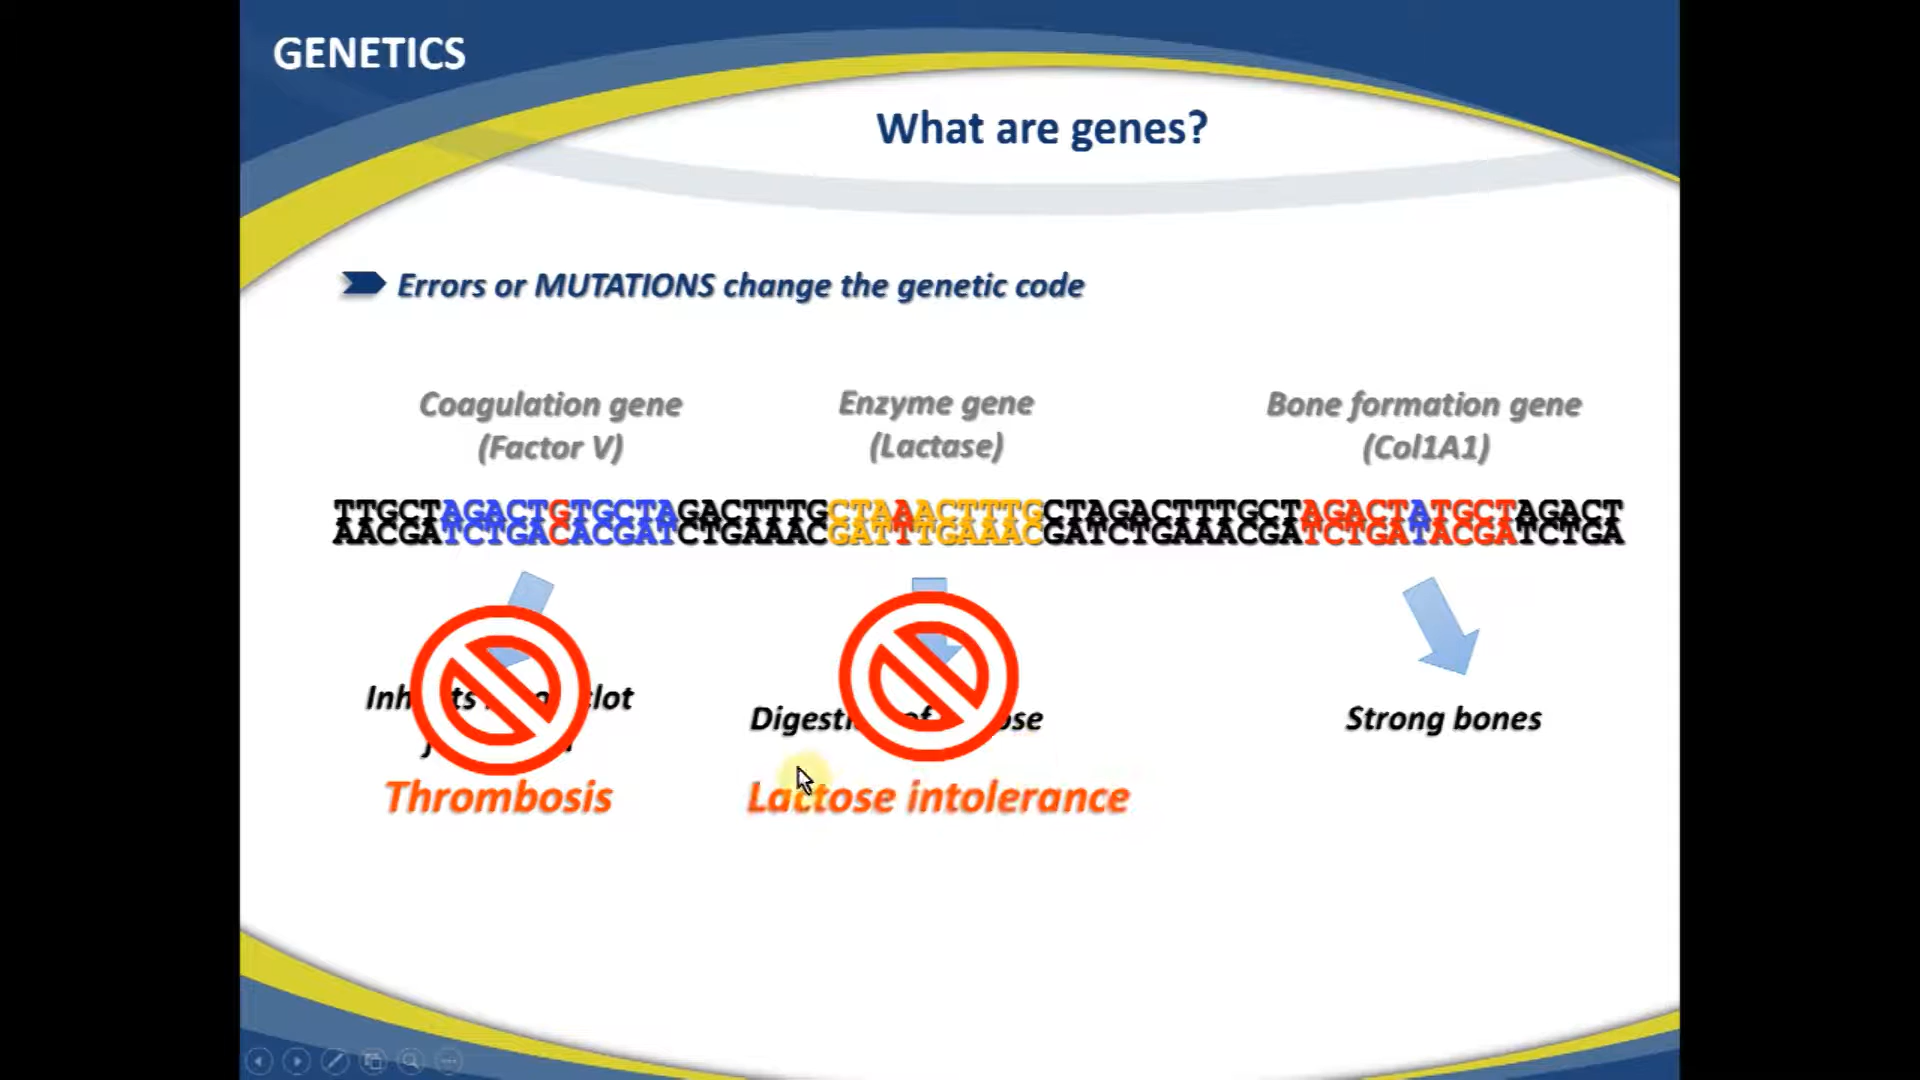 GENETICS
What are genes?
Errors or MUTATIONS change the genetic code
Coagulation gene
(Factor V)
Enzyme gene
(Lactase)
Bone formation gene
(Col1A1)
TTGCTAGACTGTGCTAGACTTTGCTAAACTTTGCTAGACTTTGCTAGACTATGCTAGACT
AACGATCTGACACGATCTGAAACGATTTGAAACGATCTGAAACGATCTGATACGATCTGA
clot
Strong bones
Thrombosis
Lactose intolerance